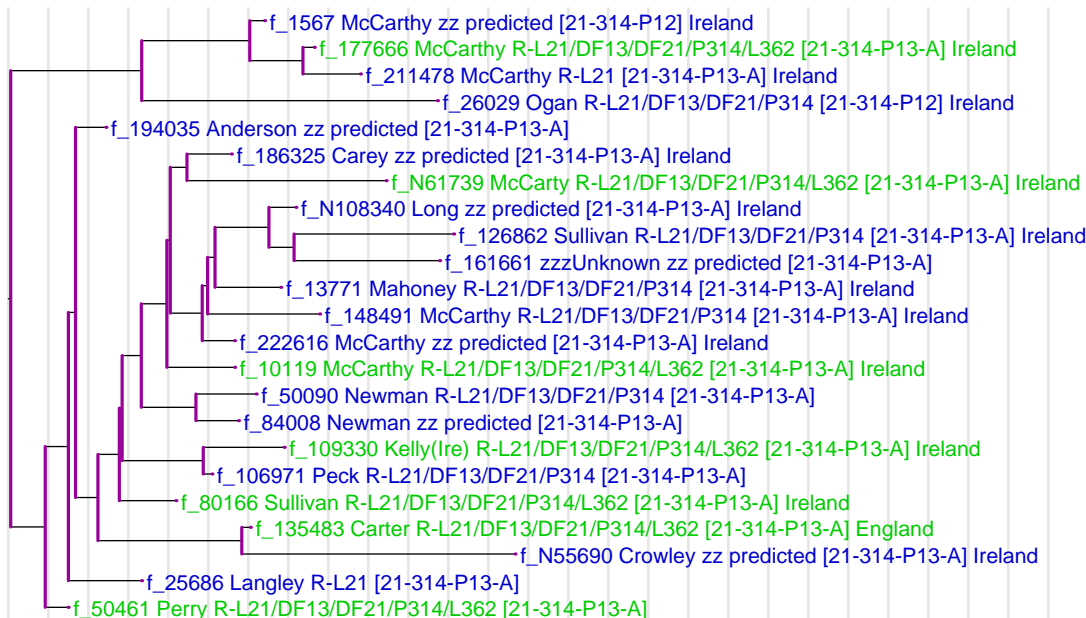 f_1567 McCarthy zz predicted [21-314-P12] Ireland
f_177666 McCarthy R-L21/DF13/DF21/P314/L362 [21-314-P13-A] Ireland
f_211478 McCarthy R-L21 [21-314-P13-A] Ireland
f_26029 Ogan R-L21/DF13/DF21/P314 [21-314-P12] Ireland
f_194035 Anderson zz predicted [21-314-P13-A]
f_186325 Carey zz predicted [21-314-P13-A] Ireland
f_N61739 McCarty R-L21/DF13/DF21/P314/L362 [21-314-P13-A] Ireland
f_N108340 Long zz predicted [21-314-P13-A] Ireland
f_126862 Sullivan R-L21/DF13/DF21/P314 [21-314-P13-A] Ireland
f_161661 zzzUnknown zz predicted [21-314-P13-A]
f_13771 Mahoney R-L21/DF13/DF21/P314 [21-314-P13-A] Ireland
f_148491 McCarthy R-L21/DF13/DF21/P314 [21-314-P13-A] Ireland
f_222616 McCarthy zz predicted [21-314-P13-A] Ireland
f_10119 McCarthy R-L21/DF13/DF21/P314/L362 [21-314-P13-A] Ireland
f_50090 Newman R-L21/DF13/DF21/P314 [21-314-P13-A]
f_84008 Newman zz predicted [21-314-P13-A]
f_109330 Kelly(Ire) R-L21/DF13/DF21/P314/L362 [21-314-P13-A] Ireland
f_106971 Peck R-L21/DF13/DF21/P314 [21-314-P13-A]
f_80166 Sullivan R-L21/DF13/DF21/P314/L362 [21-314-P13-A] Ireland
f_135483 Carter R-L21/DF13/DF21/P314/L362 [21-314-P13-A] England
f_N55690 Crowley zz predicted [21-314-P13-A] Ireland
f_25686 Langley R-L21 [21-314-P13-A]
f_50461 Perry R-L21/DF13/DF21/P314/L362 [21-314-P13-A]